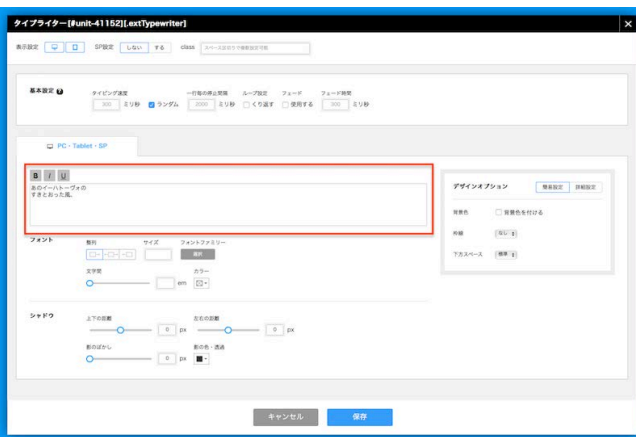 タイプライター[#unit-41152][.extTypewriter]
表示設定 SP設定 しない する class スペース区切りで複数設定可能
基本設定
タイピング速度 一行毎の停止間隔 ループ設定 フェード フェード時間
300 ミリ秒 ランダム 2000 ミリ秒 くり返す 使用する 300 ミリ秒
PC・Tablet・SP
B I U
あのイーハトーヴォの
すきとおった風、
デザインオプション 簡易設定 詳細設定
背景色 背景色を付ける
枠線 なし
下方スペース 標準
フォント 整列 サイズ フォントファミリー
選択
文字間 カラー
em
シャドウ 上下の距離 左右の距離
0 px 0 px
影のぼかし 影の色・透過
0 px
キャンセル 保存